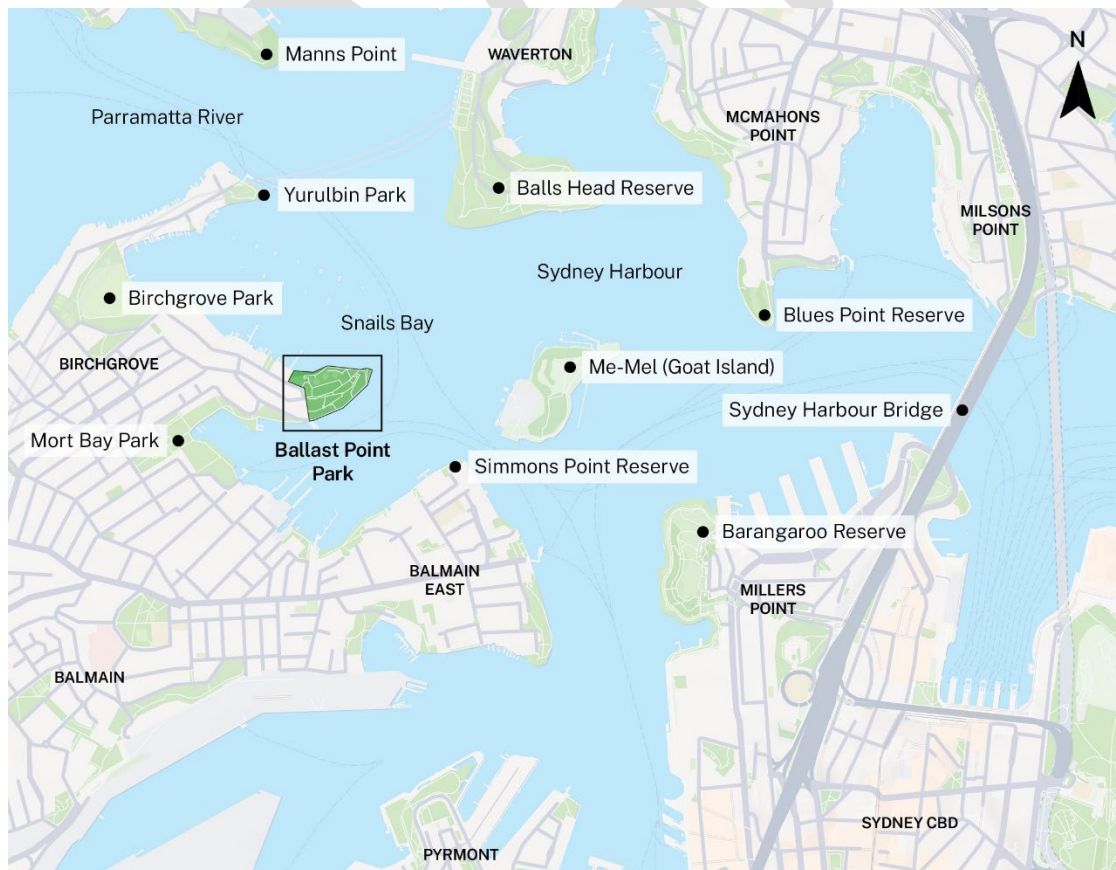 Manns Point
WAVERTON
N
Parramatta River
MCMAHONS
POINT
Yurulbin Park
Balls Head Reserve
MILSONS
POINT
Sydney Harbour
Birchgrove Park
Snails Bay
Blues Point Reserve
BIRCHGROVE
Me-Mel (Goat Island)
Sydney Harbour Bridge
Mort Bay Park
Ballast Point
Park
Simmons Point Reserve
Barangaroo Reserve
BALMAIN
EAST
MILLERS
POINT
BALMAIN
SYDNEY CBD
PYRMONT